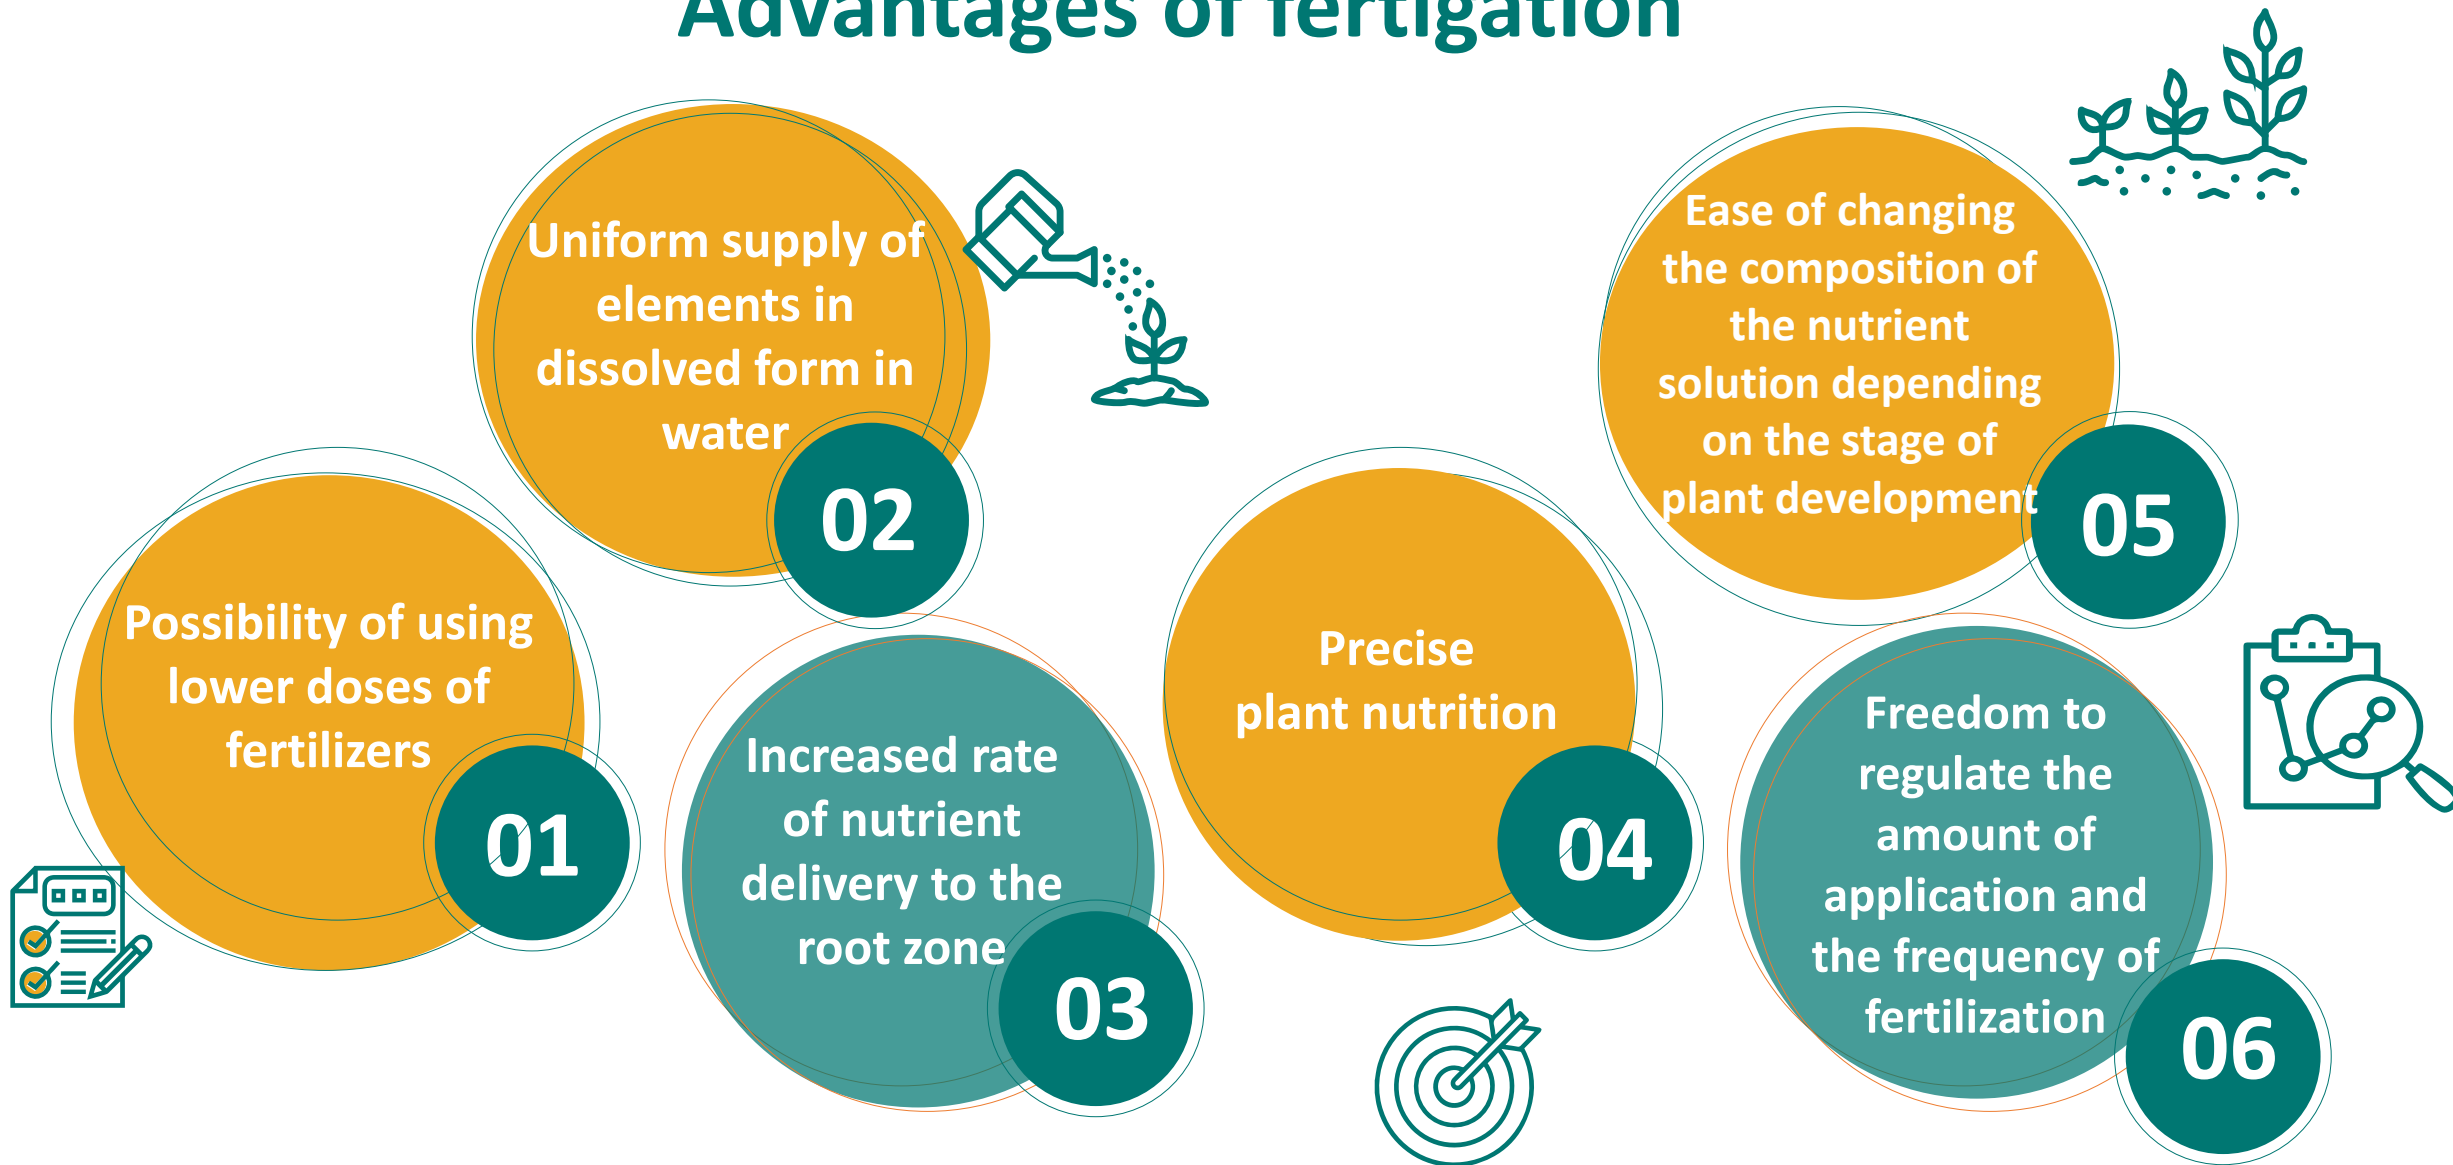 Advantages of fertigation
Possibility of using
lower doses of
fertilizers
01
Uniform supply of
elements in
dissolved form in
water
02
Increased rate
of nutrient
delivery to the
root zone
03
Precise
plant nutrition
04
Ease of changing
the composition of
the nutrient
solution depending
on the stage of
plant development
05
Freedom to
regulate the
amount of
application and
the frequency of
fertilization
06